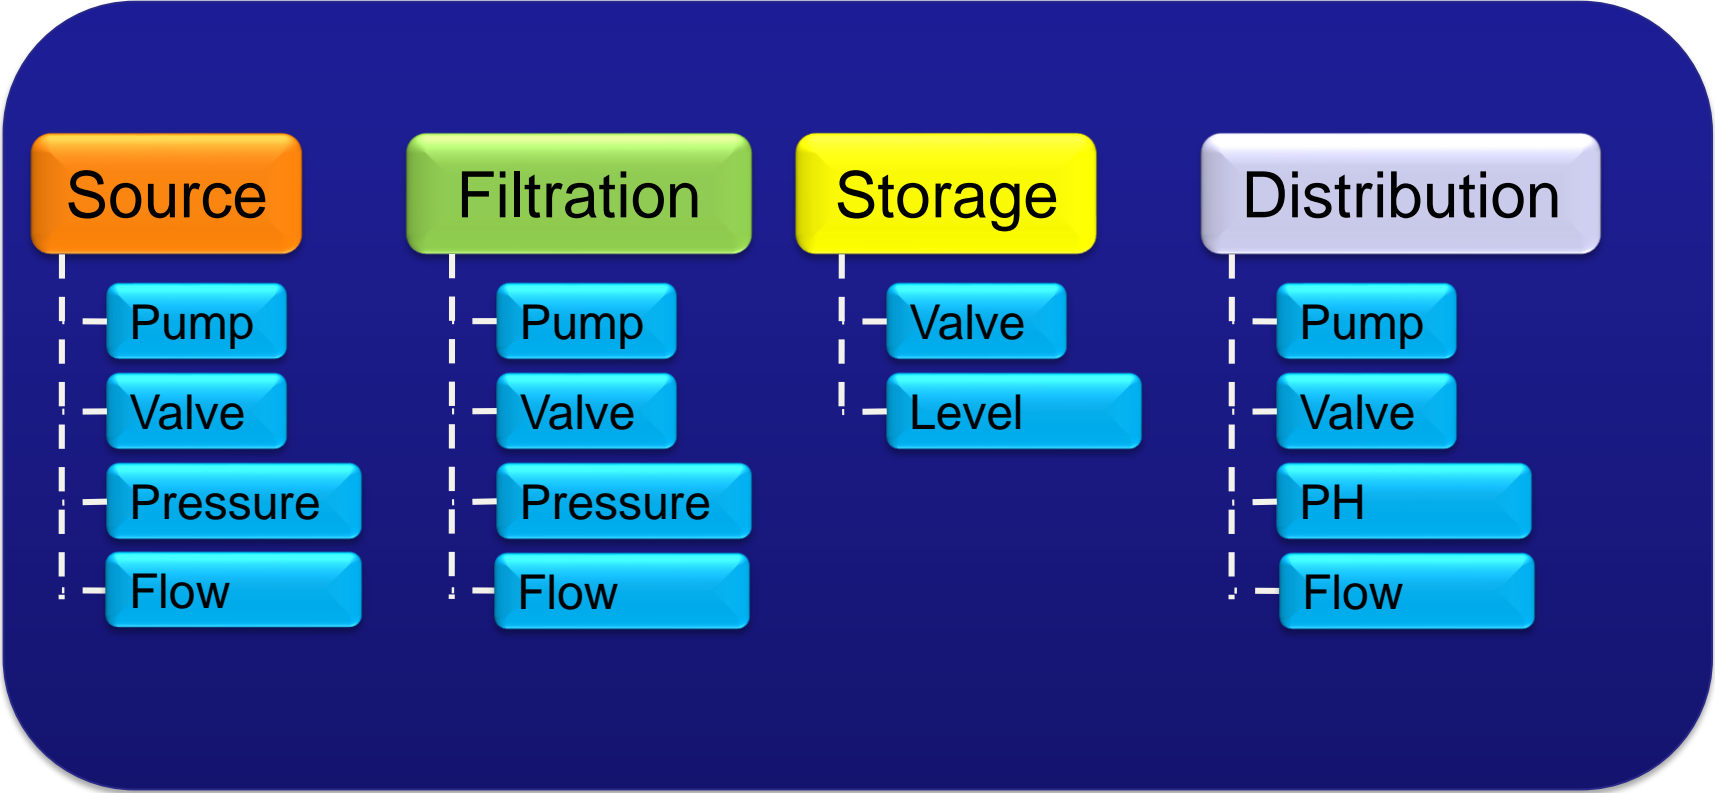 Source
Pump
Valve
Pressure
Flow
Filtration
Pump
Valve
Pressure
Flow
Storage
Valve
Level
Distribution
Pump
Valve
PH
Flow